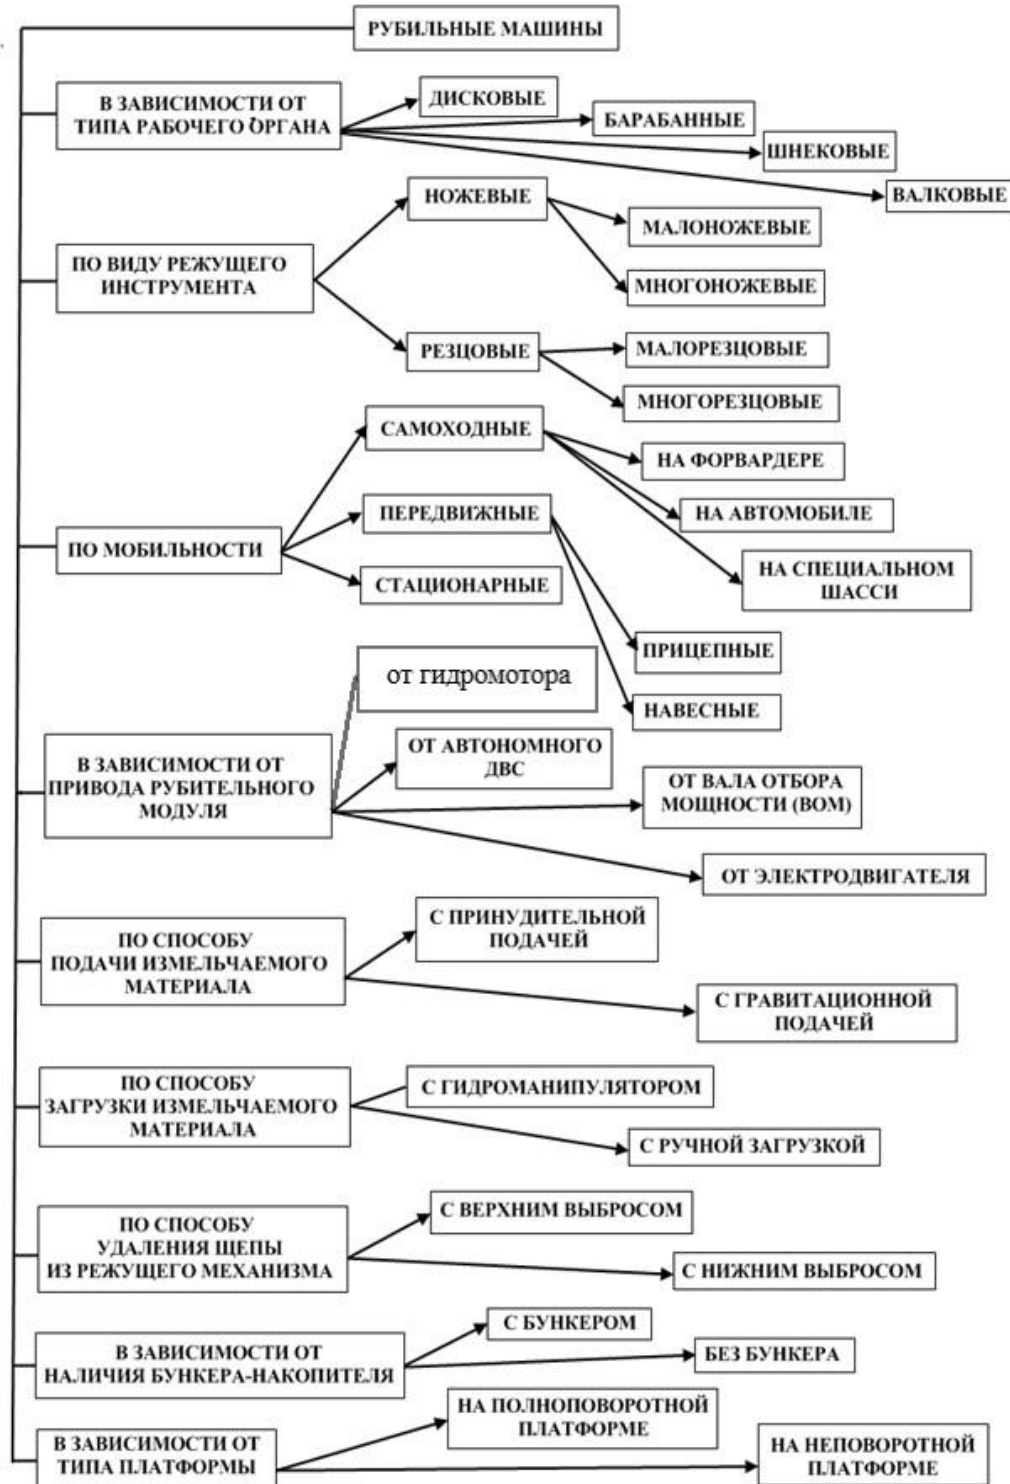 РУБИЛЬНЫЕ МАШИНЫ
В ЗАВИСИМОСТИ ОТ
ТИПА РАБОЧЕГО ОРГАНА
ДИСКОВЫЕ
БАРАБАННЫЕ
ШНЕКОВЫЕ
ВАЛКОВЫЕ
ПО ВИДУ РЕЖУЩЕГО
ИНСТРУМЕНТА
НОЖЕВЫЕ
МАЛОНОЖЕВЫЕ
МНОГОНОЖЕВЫЕ
РЕЗЦОВЫЕ
МАЛОРЕЗЦОВЫЕ
МНОГОРЕЗЦОВЫЕ
ПО МОБИЛЬНОСТИ
САМОХОДНЫЕ
НА ФОРВАРДЕРЕ
НА АВТОМОБИЛЕ
НА СПЕЦИАЛЬНОМ
ШАССИ
ПЕРЕДВИЖНЫЕ
СТАЦИОНАРНЫЕ
ПРИЦЕПНЫЕ
НАВЕСНЫЕ
В ЗАВИСИМОСТИ ОТ
ПРИВОДА РУБИТЕЛЬНОГО
МОДУЛЯ
от гидромотора
ОТ АВТОНОМНОГО
ДВС
ОТ ВАЛА ОТБОРА
МОЩНОСТИ (ВОМ)
ОТ ЭЛЕКТРОДВИГАТЕЛЯ
ПО СПОСОБУ
ПОДАЧИ ИЗМЕЛЬЧАЕМОГО
МАТЕРИАЛА
С ПРИНУДИТЕЛЬНОЙ
ПОДАЧЕЙ
С ГРАВИТАЦИОННОЙ
ПОДАЧЕЙ
ПО СПОСОБУ
ЗАГРУЗКИ ИЗМЕЛЬЧАЕМОГО
МАТЕРИАЛА
С ГИДРОМАНИПУЛЯТОРОМ
С РУЧНОЙ ЗАГРУЗКОЙ
ПО СПОСОБУ
УДАЛЕНИЯ ЩЕПЫ
ИЗ РЕЖУЩЕГО МЕХАНИЗМА
С ВЕРХНИМ ВЫБРОСОМ
С НИЖНИМ ВЫБРОСОМ
В ЗАВИСИМОСТИ ОТ
НАЛИЧИЯ БУНКЕРА-НАКОПИТЕЛЯ
С БУНКЕРОМ
БЕЗ БУНКЕРА
В ЗАВИСИМОСТИ ОТ
ТИПА ПЛАТФОРМЫ
НА ПОЛНОПОВОРОТНОЙ
ПЛАТФОРМЕ
НА НЕПОВОРОТНОЙ
ПЛАТФОРМЕ